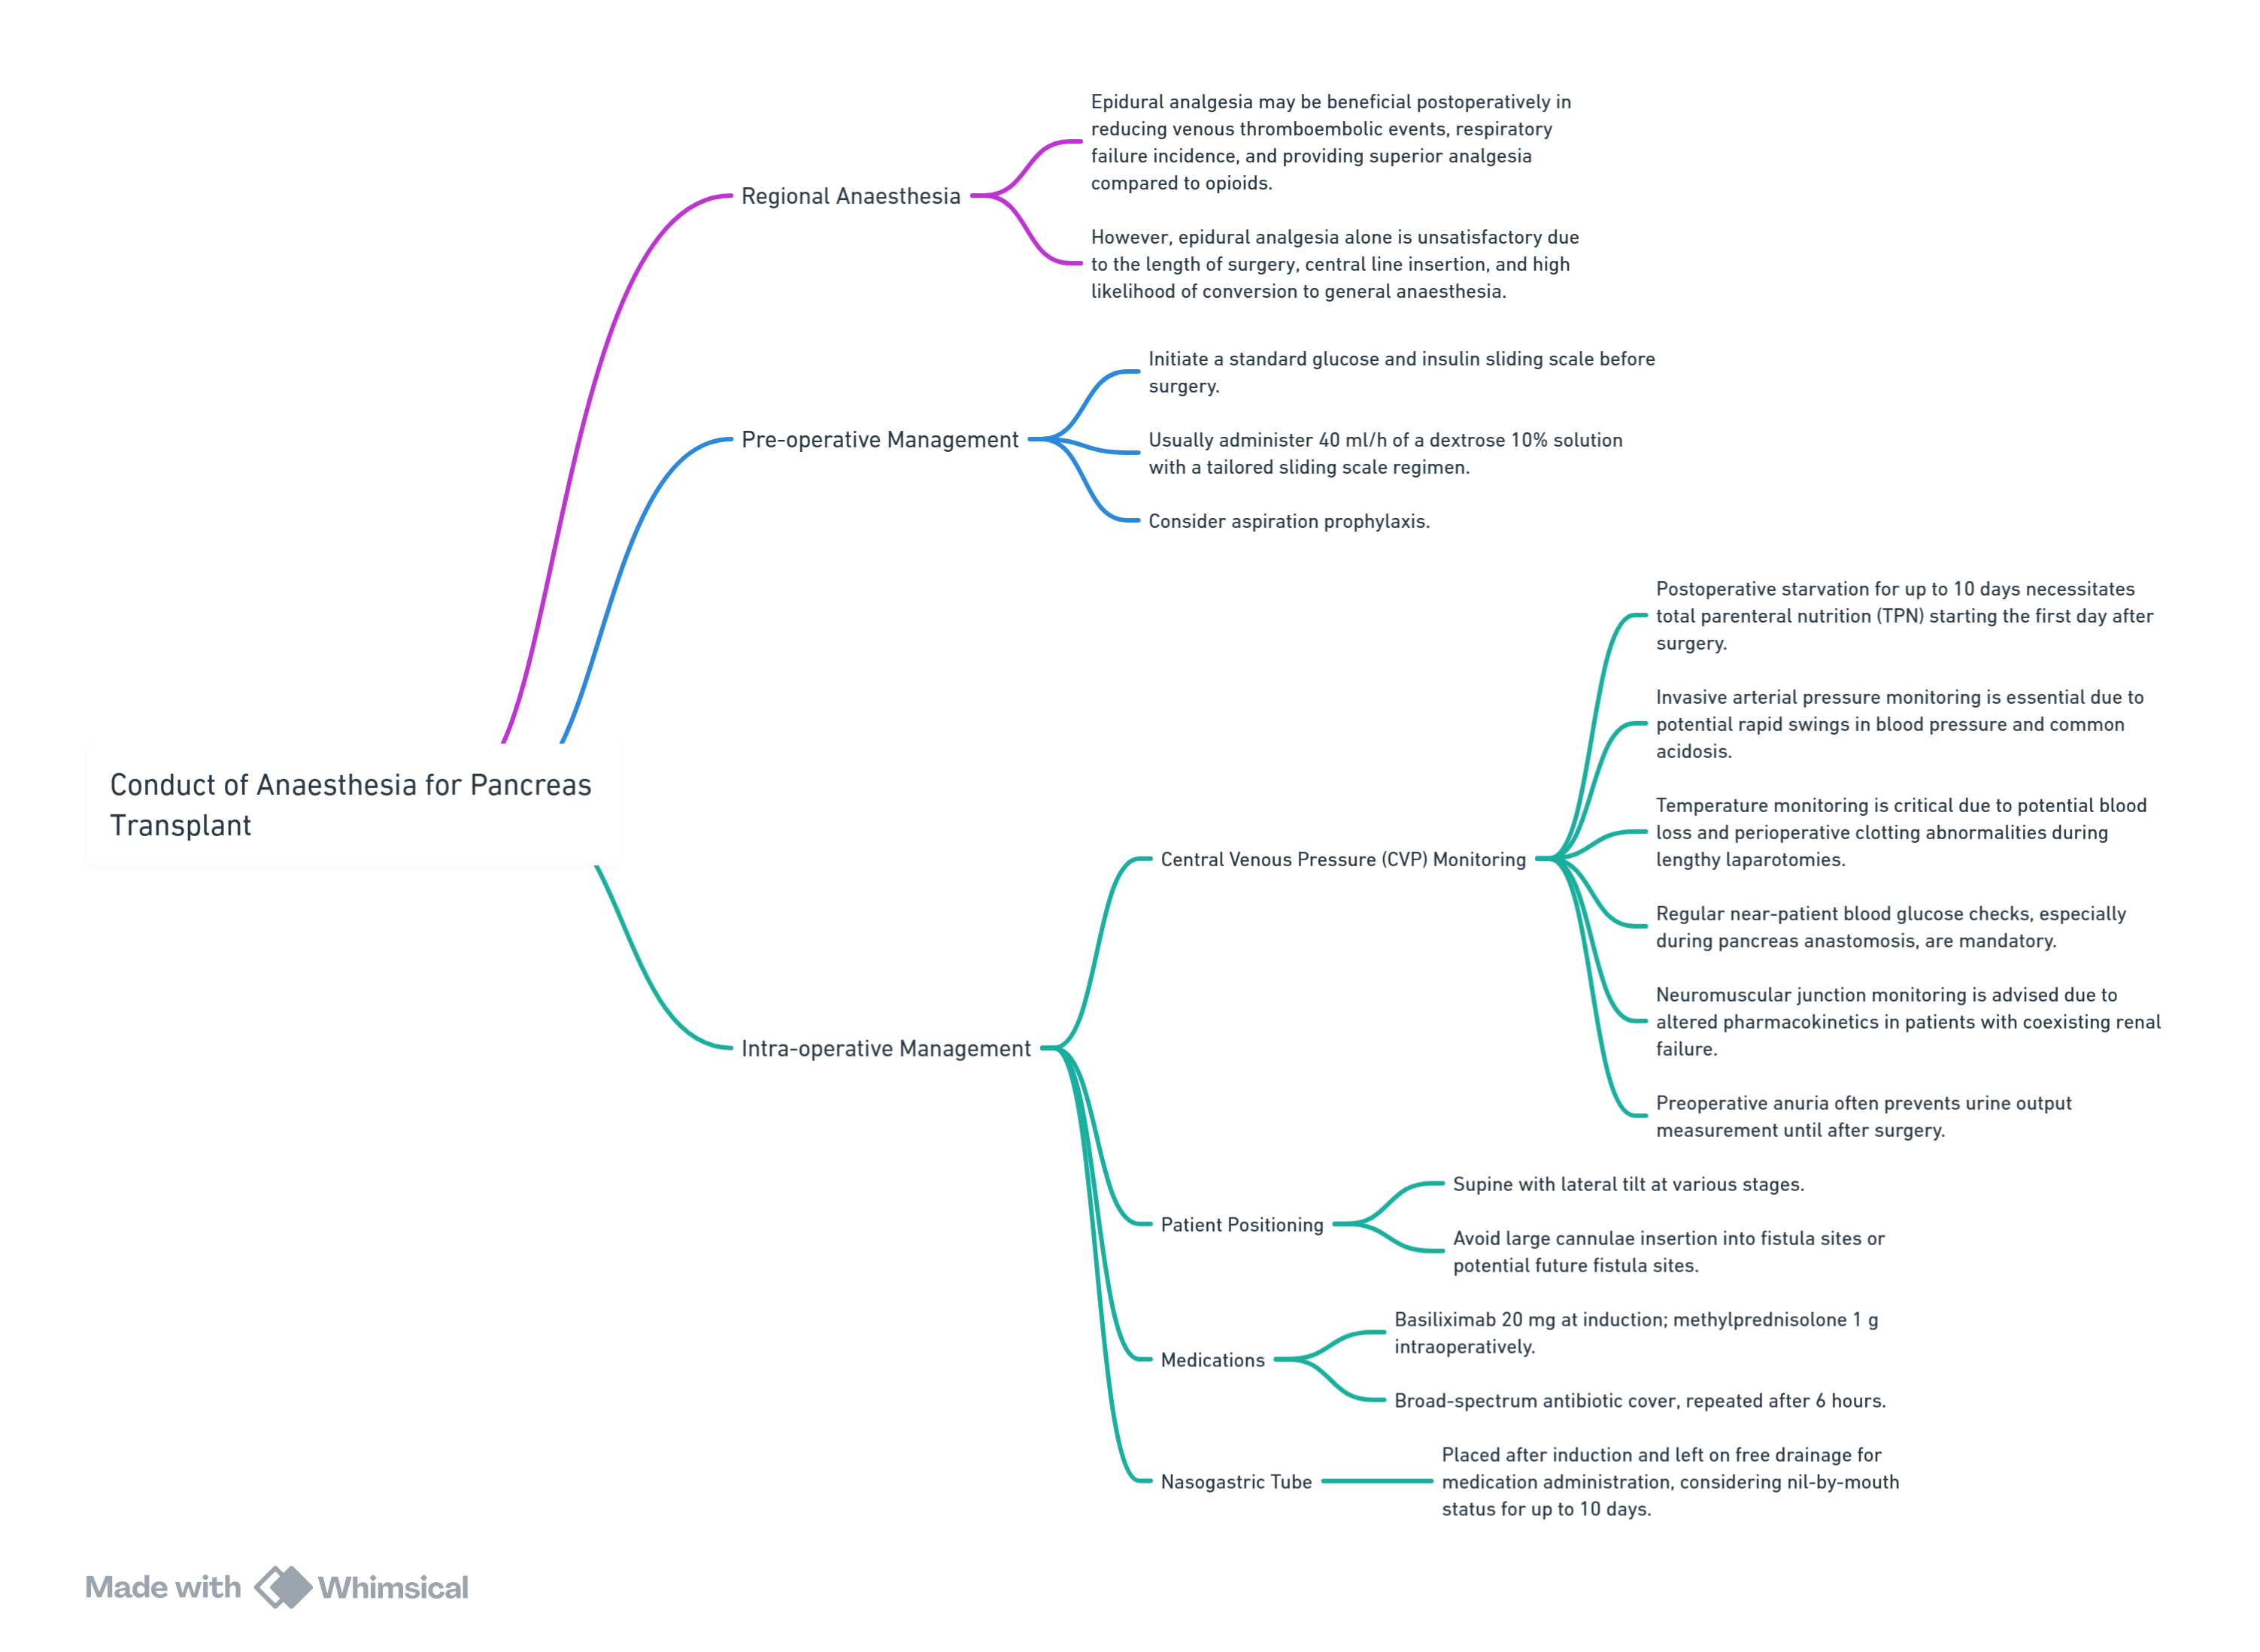 Conduct of Anaesthesia for Pancreas
Transplant
Regional Anaesthesia
Epidural analgesia may be beneficial postoperatively in
reducing venous thromboembolic events, respiratory
failure incidence, and providing superior analgesia
compared to opioids.
However, epidural analgesia alone is unsatisfactory due
to the length of surgery, central line insertion, and high
likelihood of conversion to general anaesthesia.
Pre-operative Management
Initiate a standard glucose and insulin sliding scale before
surgery.
Usually administer 40 ml/h of a dextrose 10% solution
with a tailored sliding scale regimen.
Consider aspiration prophylaxis.
Intra-operative Management
Central Venous Pressure (CVP) Monitoring
Postoperative starvation for up to 10 days necessitates
total parenteral nutrition (TPN) starting the first day after
surgery.
Invasive arterial pressure monitoring is essential due to
potential rapid swings in blood pressure and common
acidosis.
Temperature monitoring is critical due to potential blood
loss and perioperative clotting abnormalities during
lengthy laparotomies.
Regular near-patient blood glucose checks, especially
during pancreas anastomosis, are mandatory.
Neuromuscular junction monitoring is advised due to
altered pharmacokinetics in patients with coexisting renal
failure.
Preoperative anuria often prevents urine output
measurement until after surgery.
Patient Positioning
Supine with lateral tilt at various stages.
Avoid large cannulae insertion into fistula sites or
potential future fistula sites.
Medications
Basiliximab 20 mg at induction; methylprednisolone 1 g
intraoperatively.
Broad-spectrum antibiotic cover, repeated after 6 hours.
Nasogastric Tube
Placed after induction and left on free drainage for
medication administration, considering nil-by-mouth
status for up to 10 days.
Made with Whimsical